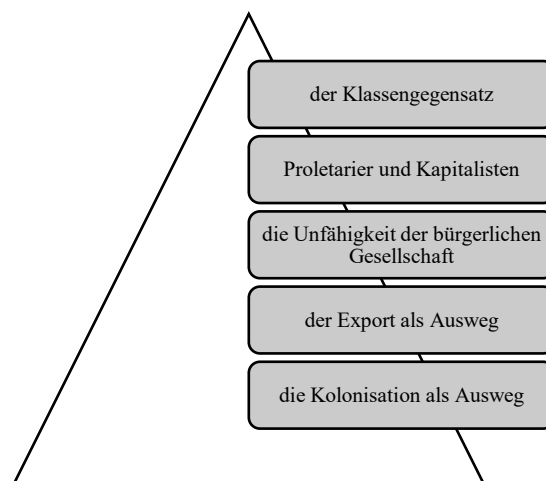 der Klassengegensatz
Proletarier und Kapitalisten
die Unfähigkeit der bürgerlichen
Gesellschaft
der Export als Ausweg
die Kolonisation als Ausweg